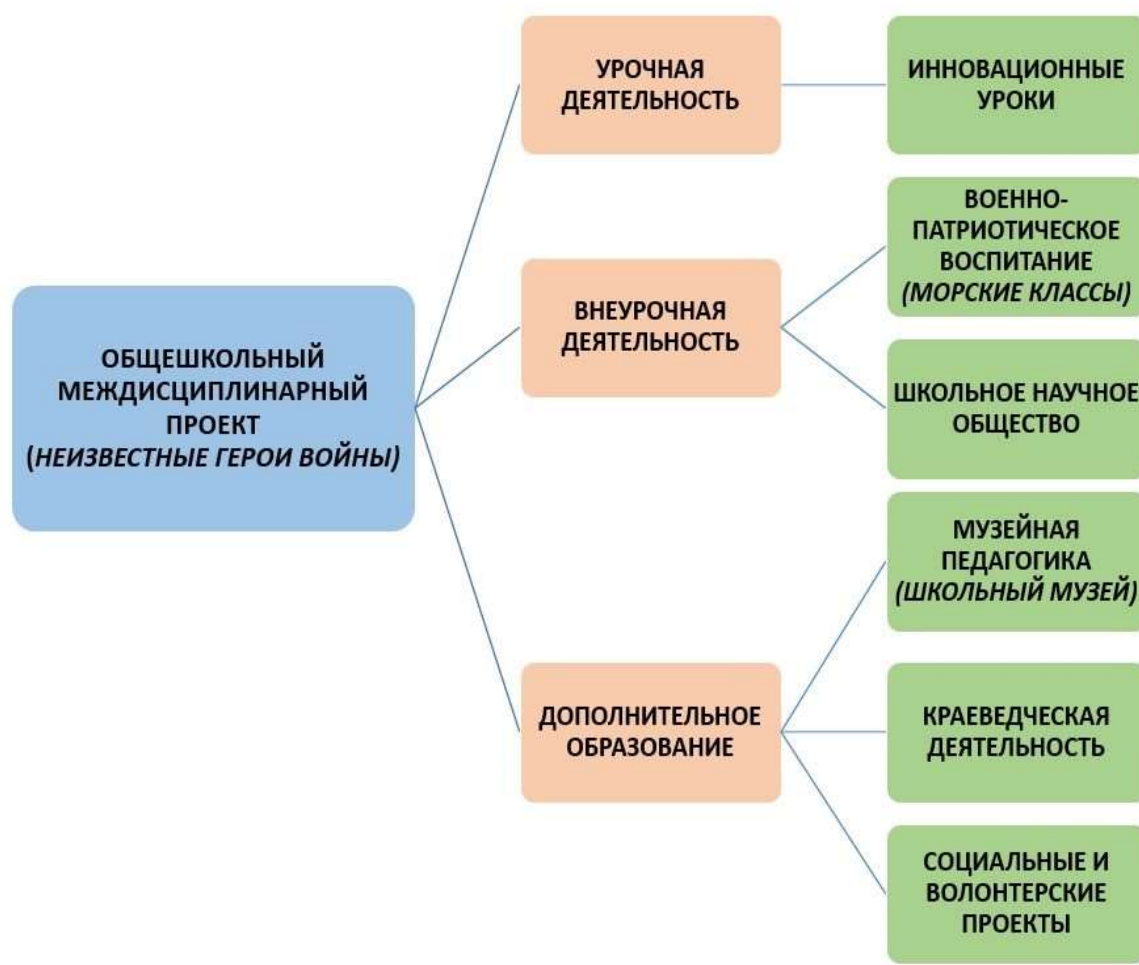 ОБЩЕШКОЛЬНЫЙ
МЕЖДИСЦИПЛИНАРНЫЙ
ПРОЕКТ
(НЕИЗВЕСТНЫЕ ГЕРОИ ВОЙНЫ)
УРОЧНАЯ
ДЕЯТЕЛЬНОСТЬ
ИННОВАЦИОННЫЕ
УРОКИ
ВНЕУРОЧНАЯ
ДЕЯТЕЛЬНОСТЬ
ВОЕННО-
ПАТРИОТИЧЕСКОЕ
ВОСПИТАНИЕ
(МОРСКИЕ КЛАССЫ)
ШКОЛЬНОЕ НАУЧНОЕ
ОБЩЕСТВО
ДОПОЛНИТЕЛЬНОЕ
ОБРАЗОВАНИЕ
МУЗЕЙНАЯ
ПЕДАГОГИКА
(ШКОЛЬНЫЙ МУЗЕЙ)
КРАЕВЕДЧЕСКАЯ
ДЕЯТЕЛЬНОСТЬ
СОЦИАЛЬНЫЕ И
ВОЛОНТЕРСКИЕ
ПРОЕКТЫ